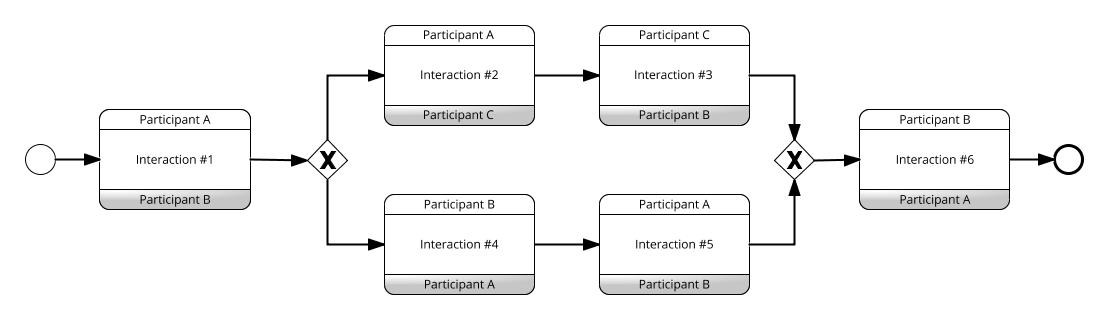 Participant A
Interaction #1
Participant B
X
Participant A
Interaction #2
Participant C
Participant C
Interaction #3
Participant B
Participant B
Interaction #4
Participant A
Participant A
Interaction #5
Participant B
X
Participant B
Interaction #6
Participant A